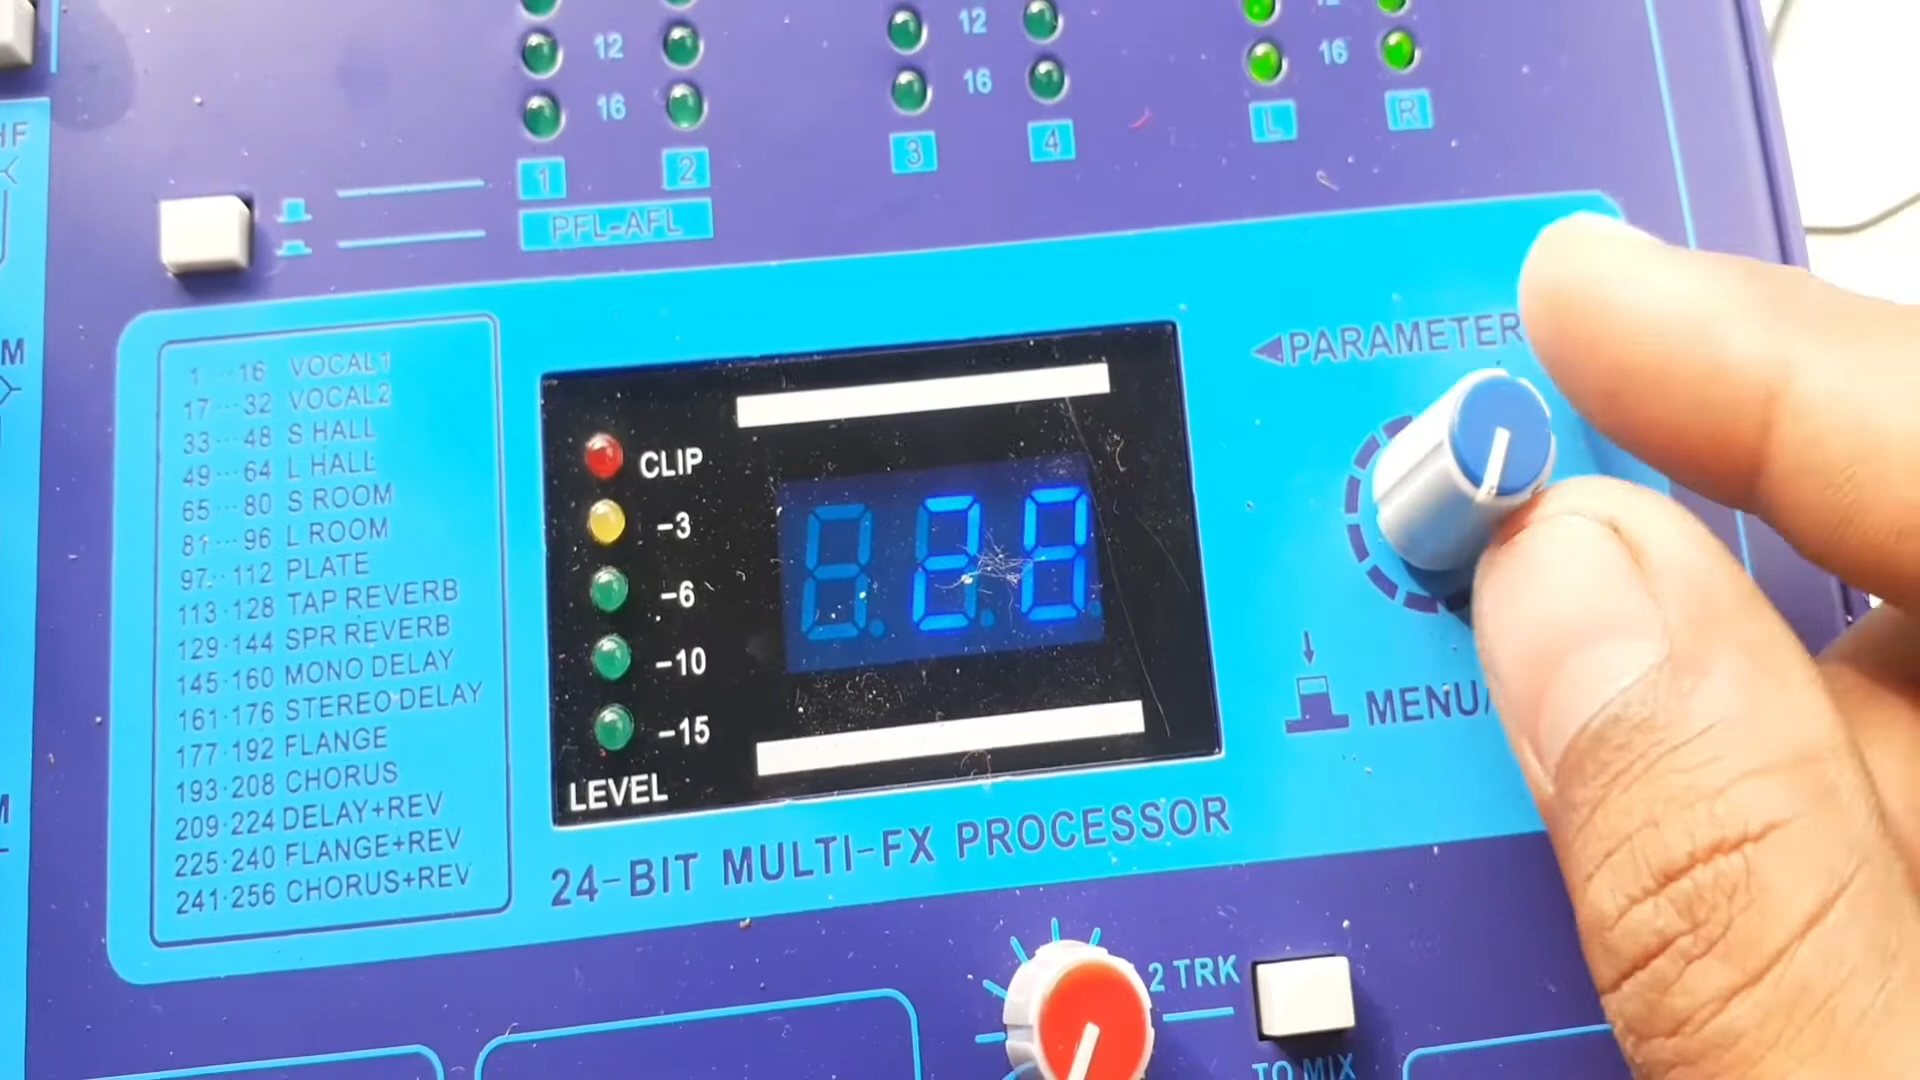 12
16
12
16
16
1
2
3
4
L
R
PFL-AFL
1···16 VOCAL1
17···32 VOCAL2
33···48 S HALL
49···64 L HALL
65···80 S ROOM
81···96 L ROOM
97···112 PLATE
113·128 TAP REVERB
129·144 SPR REVERB
145·160 MONO DELAY
161·176 STEREO DELAY
177·192 FLANGE
193·208 CHORUS
209·224 DELAY+REV
225·240 FLANGE+REV
241·256 CHORUS+REV
CLIP
-3
-6
-10
-15
LEVEL
◀PARAMETER
MENU/
24-BIT MULTI-FX PROCESSOR
2 TRK
TO MIX